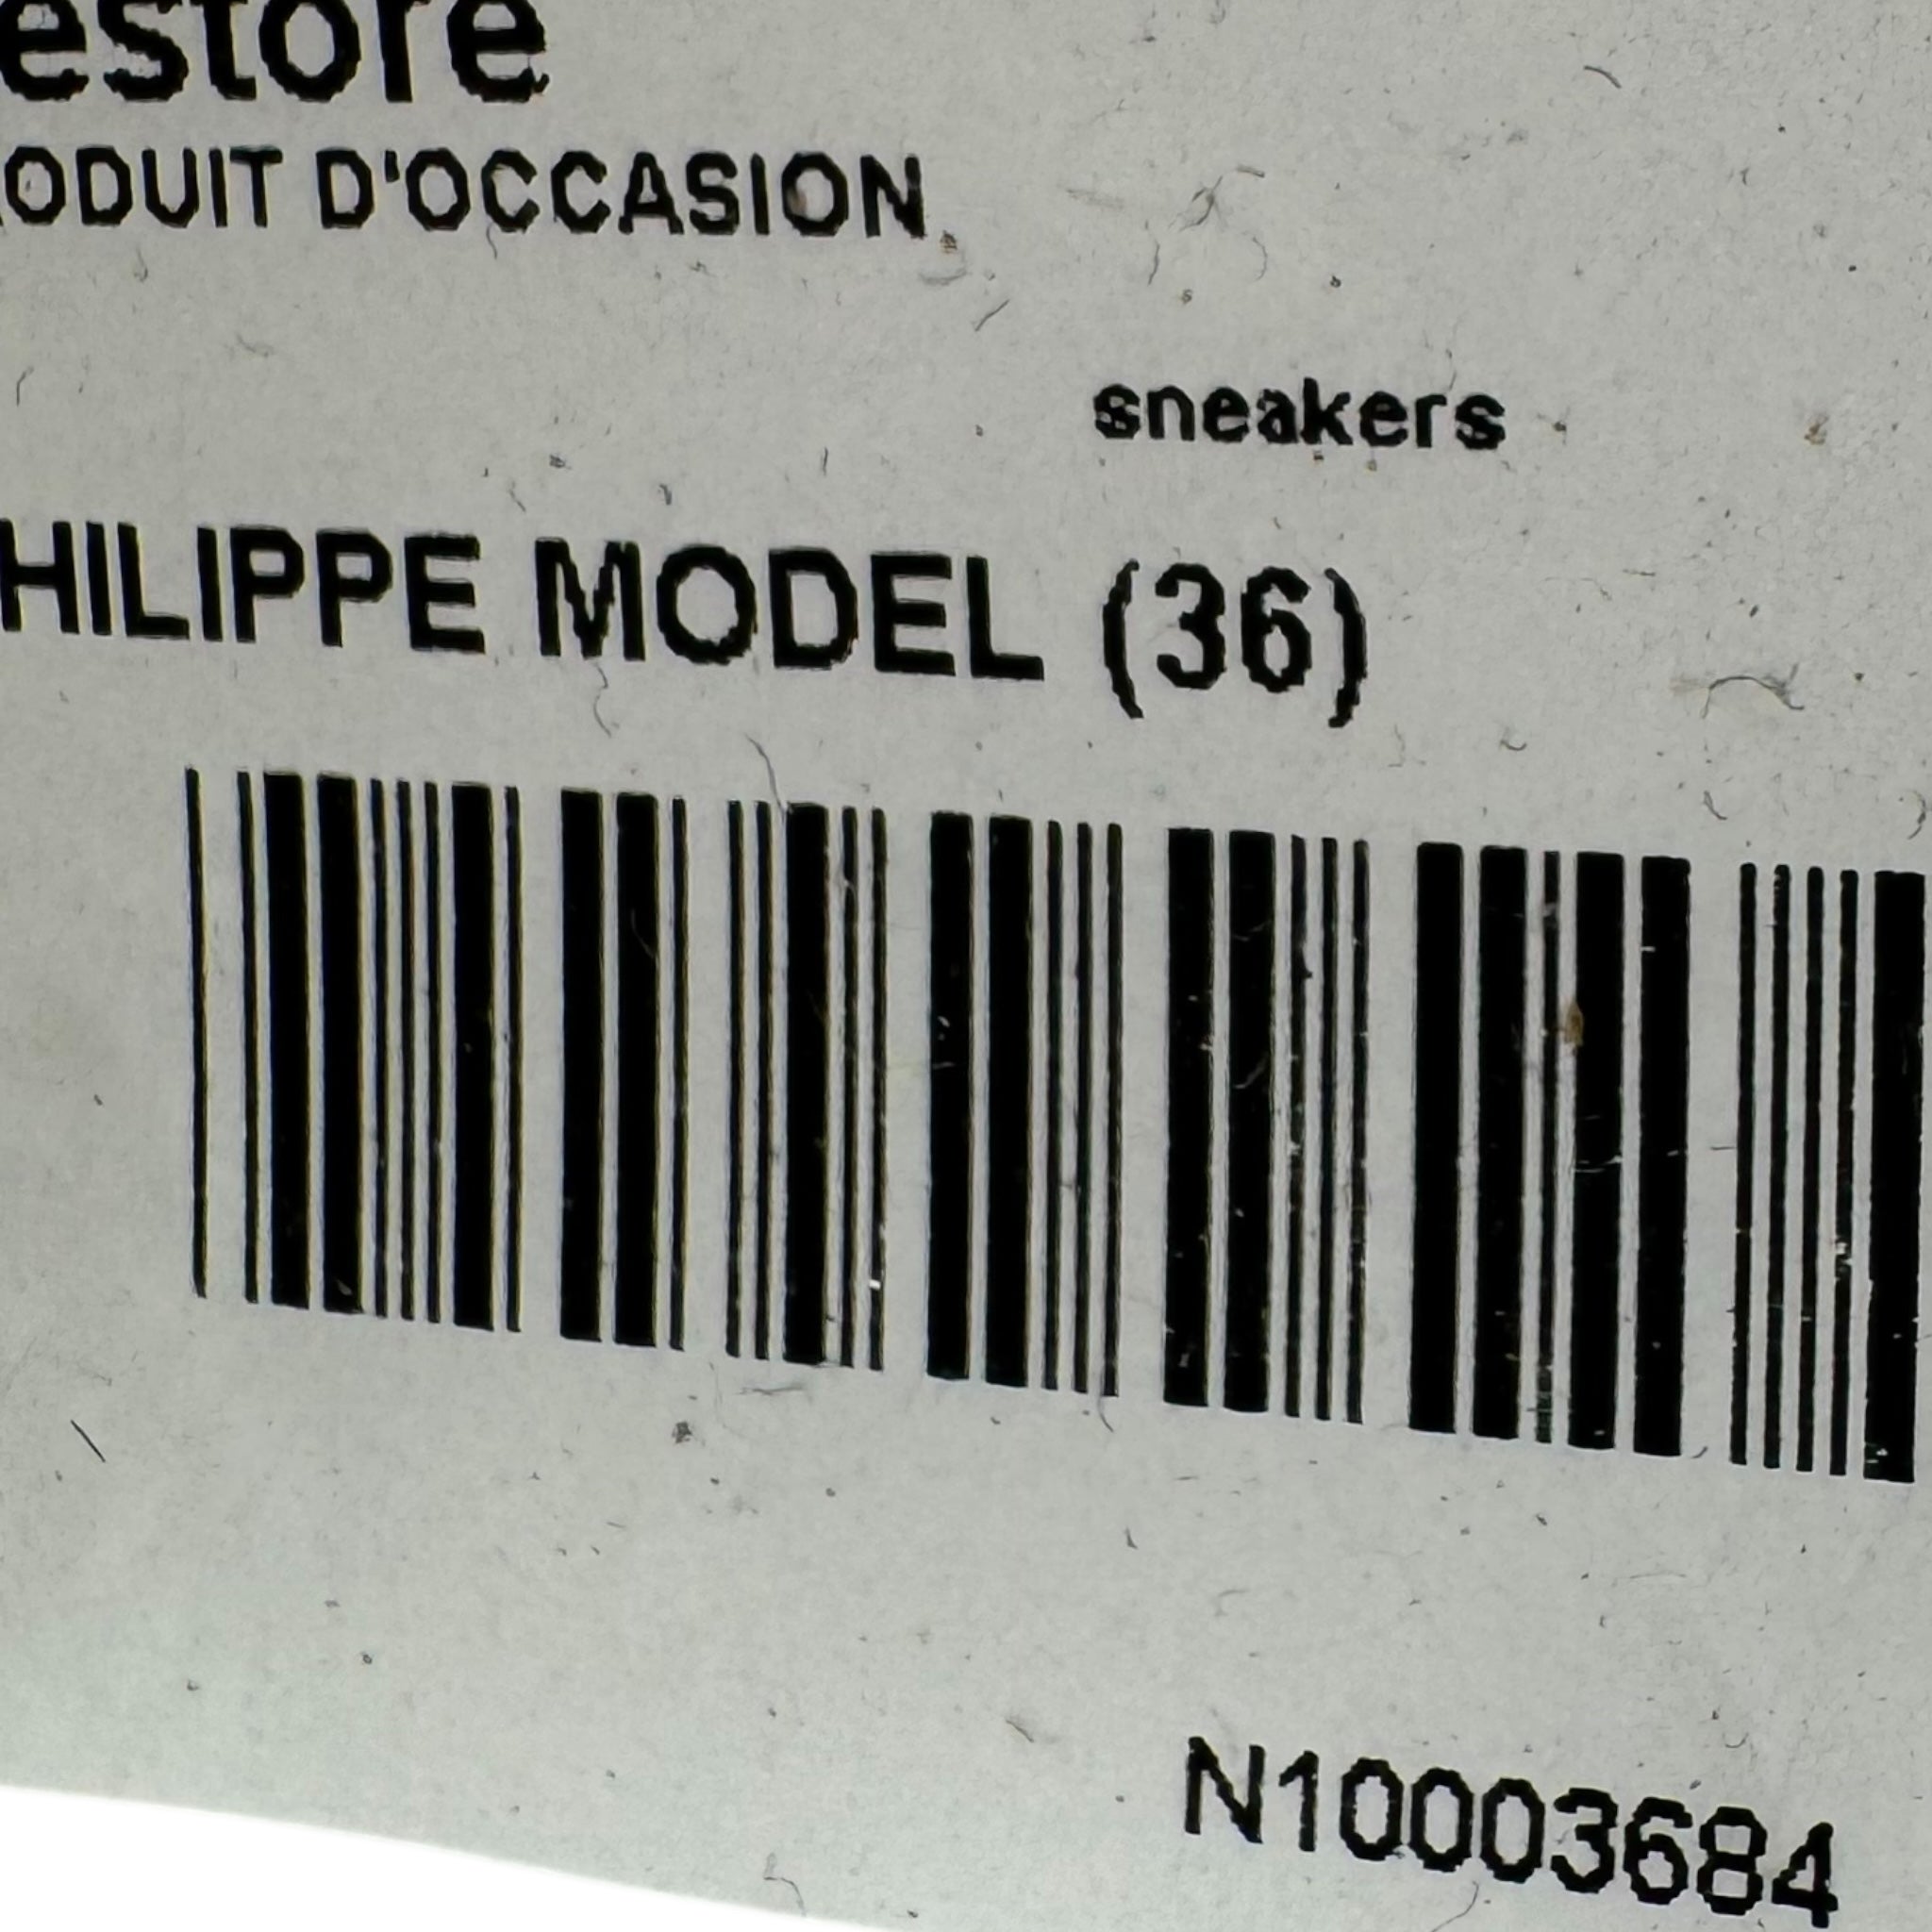 estore
ODUIT D'OCCASION
sneakers
HILIPPE MODEL (36)
N10003684